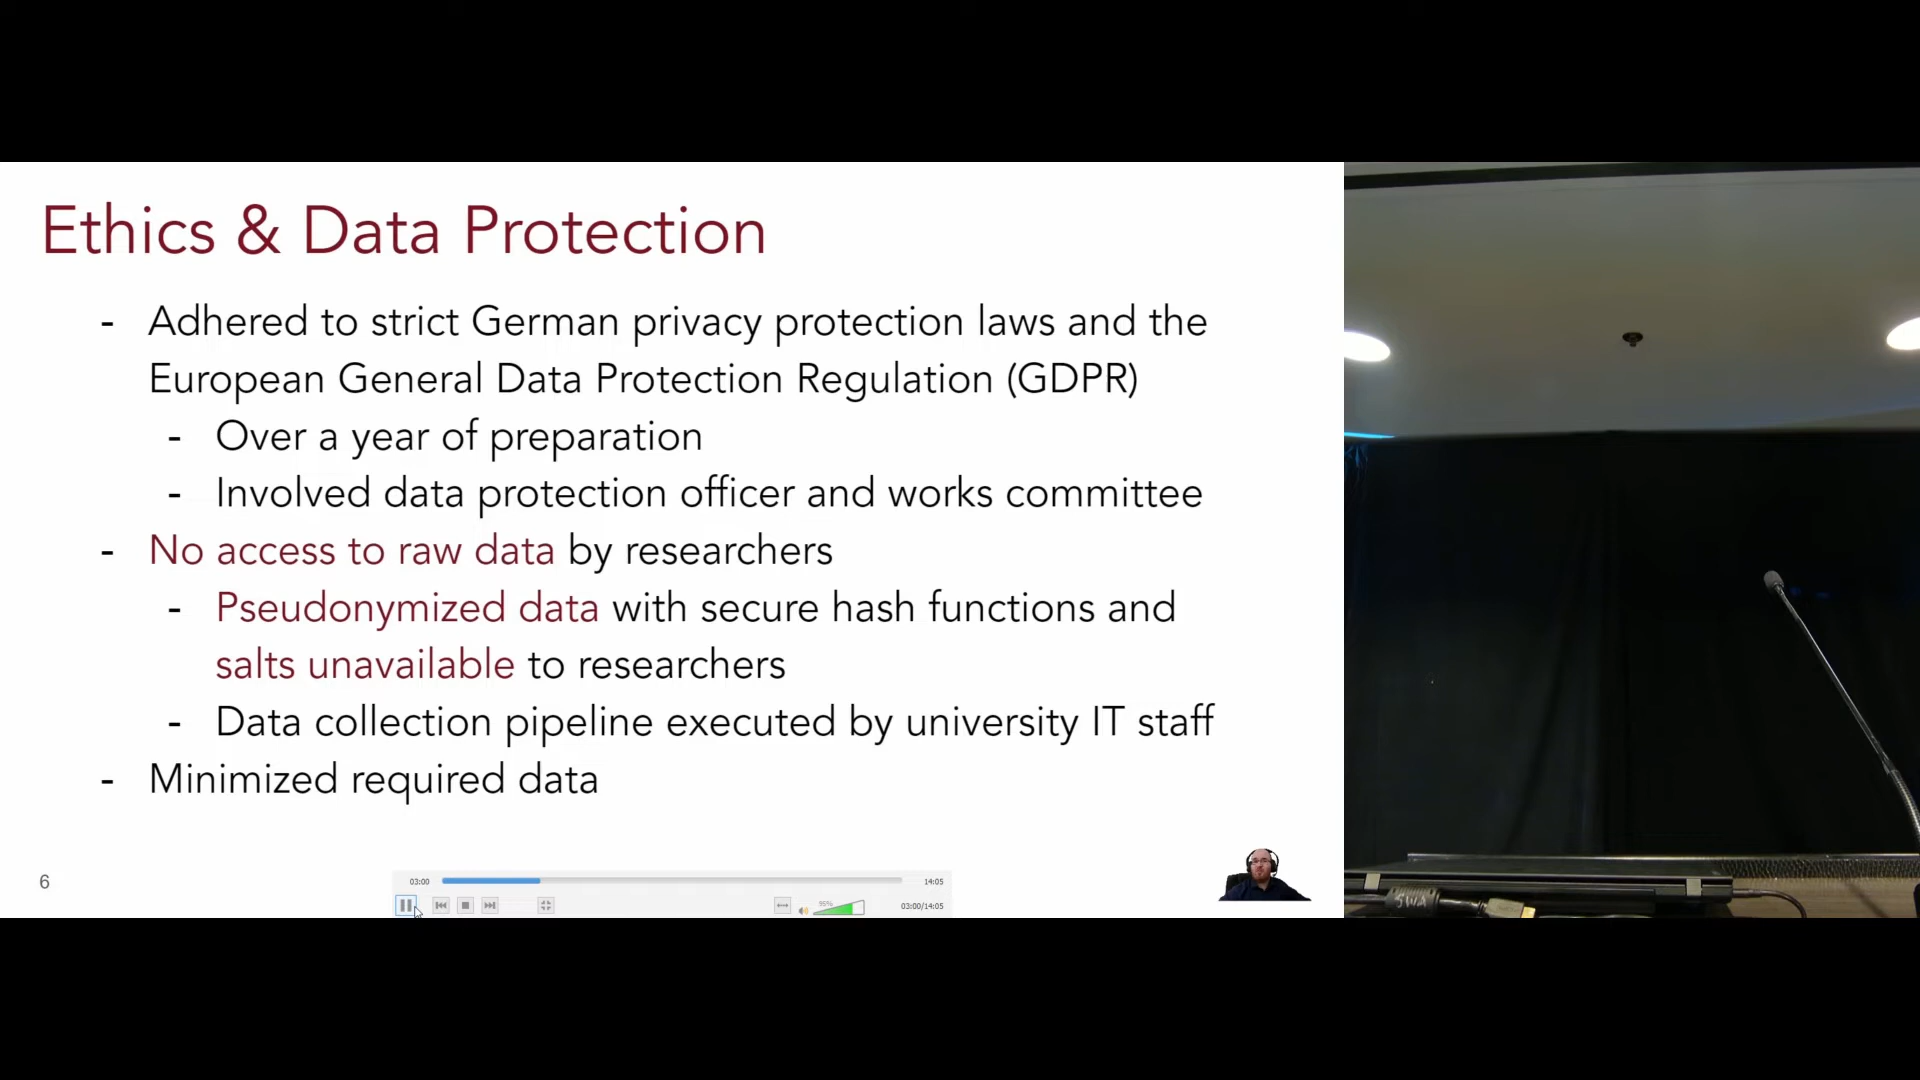 Ethics & Data Protection
- Adhered to strict German privacy protection laws and the
European General Data Protection Regulation (GDPR)
- Over a year of preparation
- Involved data protection officer and works committee
- No access to raw data by researchers
- Pseudonymized data with secure hash functions and
salts unavailable to researchers
- Data collection pipeline executed by university IT staff
- Minimized required data
6
03:00
14:05
95%
03:00/14:05